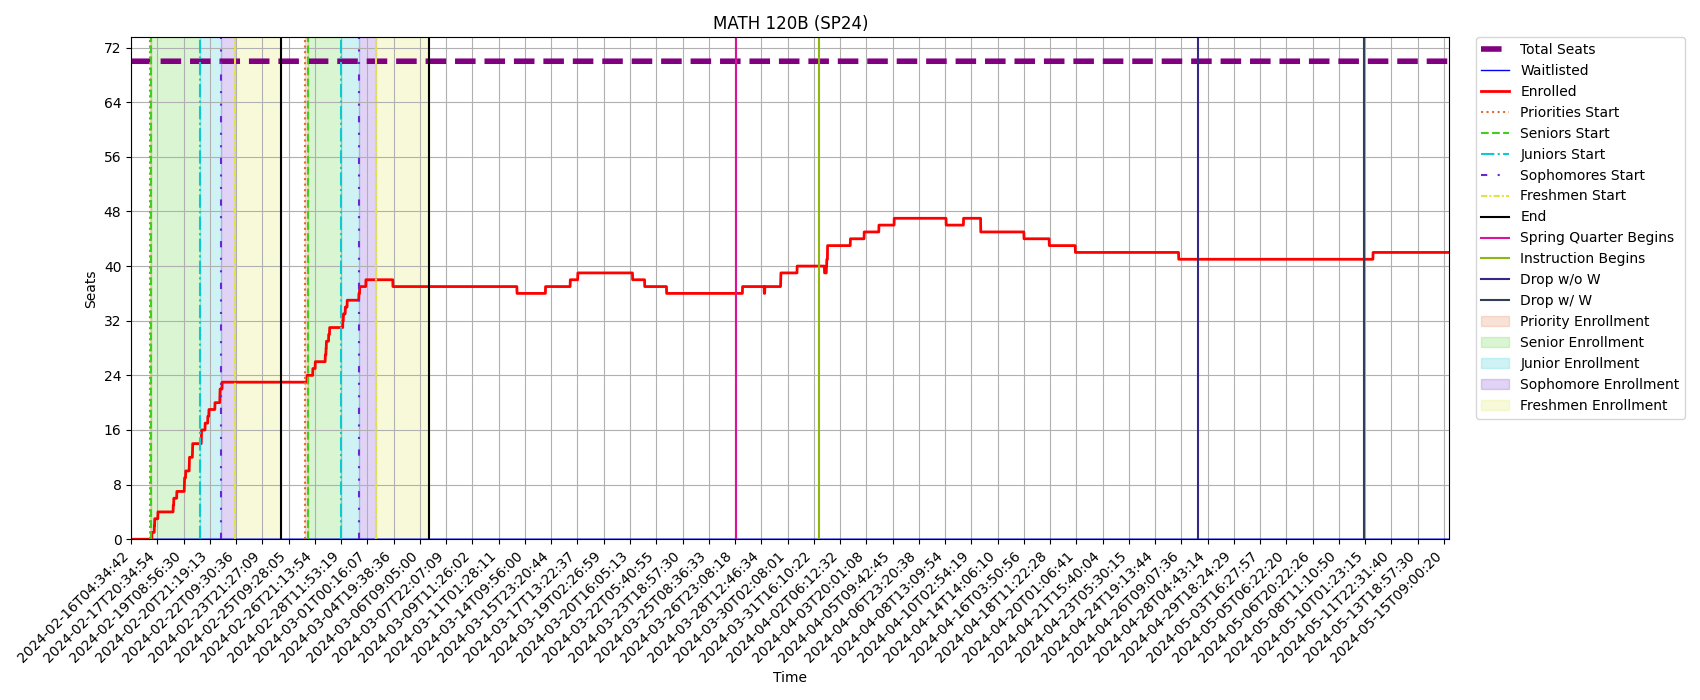 MATH 120B (SP24)
Seats
72
64
56
48
40
32
24
16
8
0
2024-02-16T04:34:42
2024-02-17T20:34:54
2024-02-19T08:56:30
2024-02-20T21:19:13
2024-02-22T09:30:36
2024-02-23T21:27:09
2024-02-25T09:28:05
2024-02-26T21:13:54
2024-02-28T11:53:19
2024-03-01T00:16:07
2024-03-04T19:38:36
2024-03-06T09:05:00
2024-03-07T22:07:09
2024-03-09T11:26:02
2024-03-11T01:28:11
2024-03-14T09:56:00
2024-03-15T23:20:44
2024-03-17T13:22:37
2024-03-19T02:26:59
2024-03-20T16:05:13
2024-03-22T05:40:55
2024-03-23T18:57:30
2024-03-25T08:36:33
2024-03-26T23:08:18
2024-03-28T12:46:34
2024-03-30T02:08:01
2024-03-31T16:10:22
2024-04-02T06:12:32
2024-04-03T20:01:08
2024-04-05T09:42:45
2024-04-06T23:20:38
2024-04-08T13:09:54
2024-04-10T02:54:19
2024-04-14T14:06:10
2024-04-16T03:50:56
2024-04-18T11:22:28
2024-04-20T01:06:41
2024-04-21T15:40:04
2024-04-23T05:30:15
2024-04-24T19:13:44
2024-04-26T09:07:36
2024-04-28T04:43:14
2024-04-29T18:24:29
2024-05-03T16:27:57
2024-05-05T06:22:20
2024-05-06T20:22:26
2024-05-08T11:10:50
2024-05-10T01:23:15
2024-05-11T22:31:40
2024-05-13T18:57:30
2024-05-15T09:00:20
Time
Total Seats
Waitlisted
Enrolled
Priorities Start
Seniors Start
Juniors Start
Sophomores Start
Freshmen Start
End
Spring Quarter Begins
Instruction Begins
Drop w/o W
Drop w/ W
Priority Enrollment
Senior Enrollment
Junior Enrollment
Sophomore Enrollment
Freshmen Enrollment